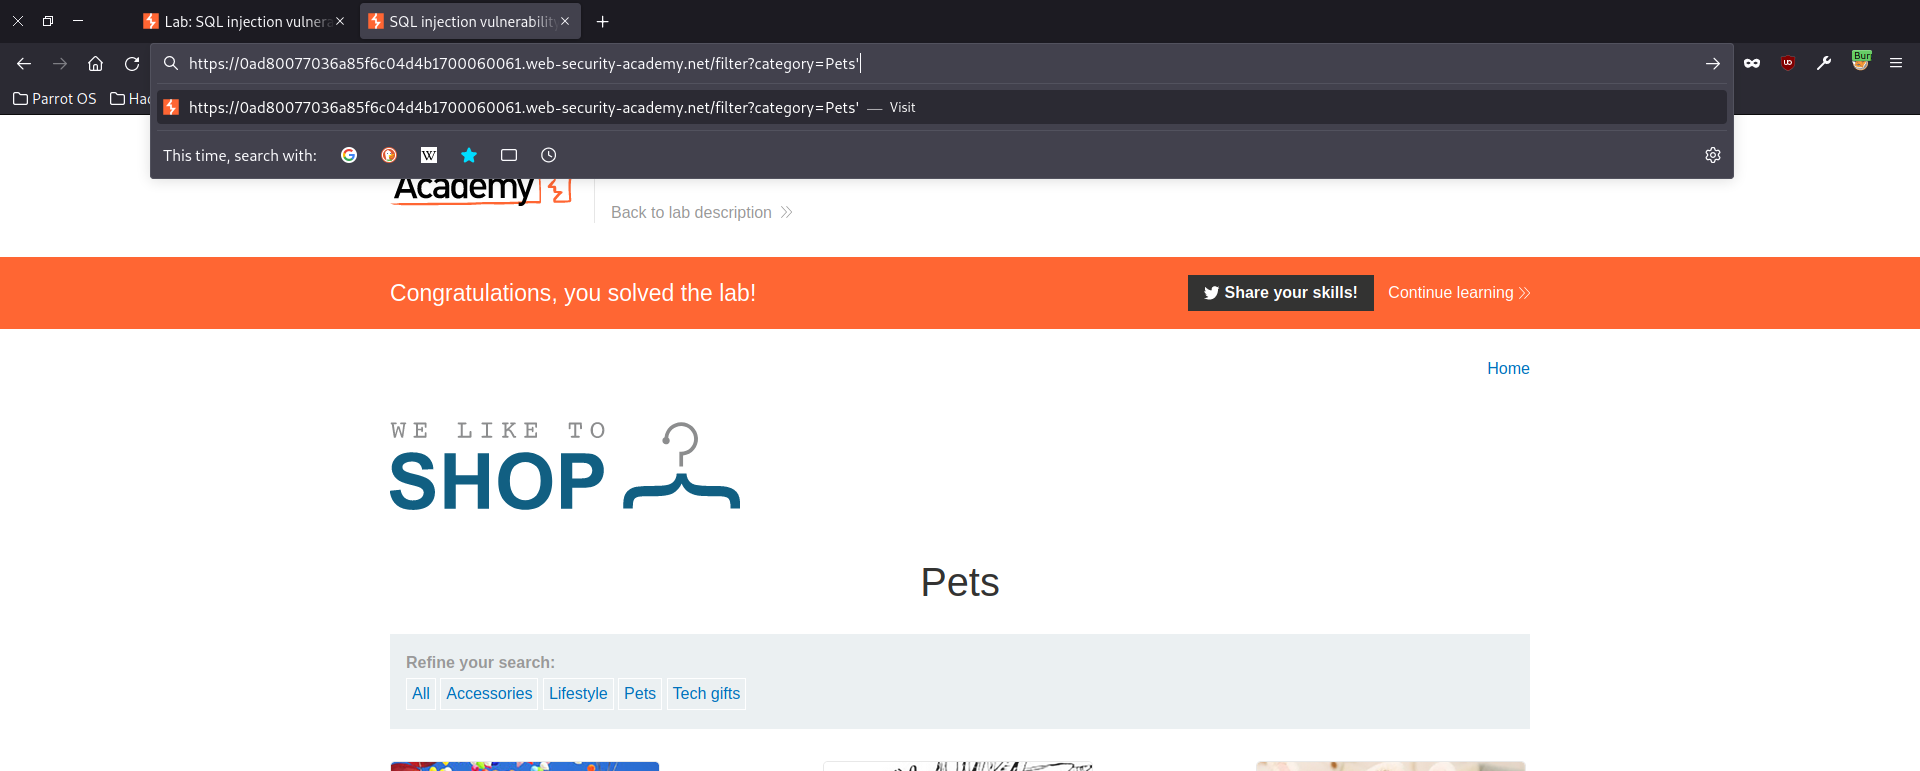 Lab: SQL injection vulnera
SQL injection vulnerability
https://0ad80077036a85f6c04d4b1700060061.web-security-academy.net/filter?category=Pets'
Bur
Parrot OS
Hac
https://0ad80077036a85f6c04d4b1700060061.web-security-academy.net/filter?category=Pets' — Visit
This time, search with:
Academy
Back to lab description
Congratulations, you solved the lab!
Share your skills!
Continue learning
Home
WE LIKE TO
SHOP
Pets
Refine your search:
All Accessories Lifestyle Pets Tech gifts